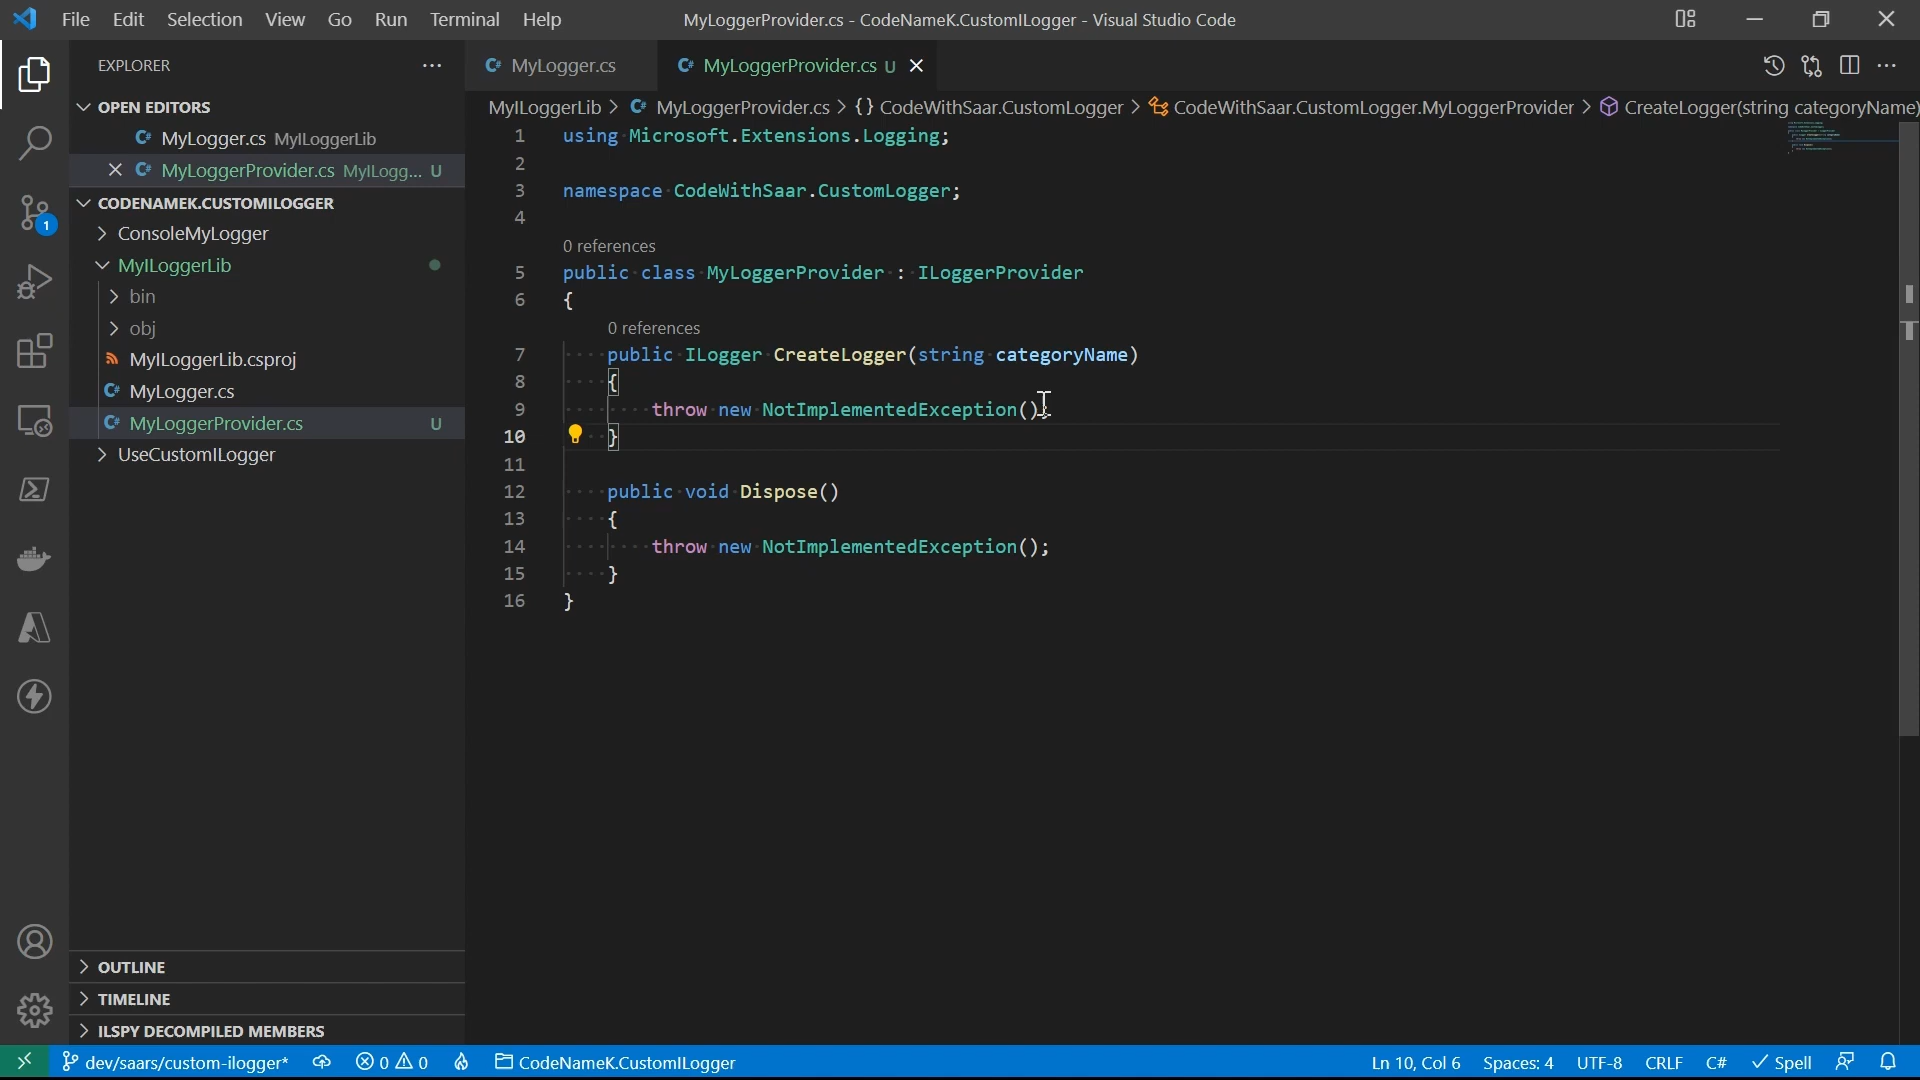 File Edit Selection View Go Run Terminal Help
MyLoggerProvider.cs - CodeNameK.CustomILogger - Visual Studio Code
EXPLORER
OPEN EDITORS
C# MyLogger.cs MyILoggerLib
C# MyLoggerProvider.cs MyILogg... U
CODENAMEK.CUSTOMILOGGER
ConsoleMyLogger
MyILoggerLib
bin
obj
MyILoggerLib.csproj
C# MyLogger.cs
C# MyLoggerProvider.cs U
UseCustomILogger
OUTLINE
TIMELINE
ILSPY DECOMPILED MEMBERS
1
C# MyLogger.cs
C# MyLoggerProvider.cs U
MyILoggerLib > C# MyLoggerProvider.cs > {} CodeWithSaar.CustomLogger > CodeWithSaar.CustomLogger.MyLoggerProvider > CreateLogger(string categoryName)
1 using Microsoft.Extensions.Logging;
2
3 namespace CodeWithSaar.CustomLogger;
4
0 references
5 public class MyLoggerProvider : ILoggerProvider
6 {
0 references
7 public ILogger CreateLogger(string categoryName)
8 {
9 throw new NotImplementedException();
10 }
11
12 public void Dispose()
13 {
14 throw new NotImplementedException();
15 }
16 }
dev/saars/custom-ilogger* 0 0 CodeNameK.CustomILogger
Ln 10, Col 6 Spaces: 4 UTF-8 CRLF C# Spell